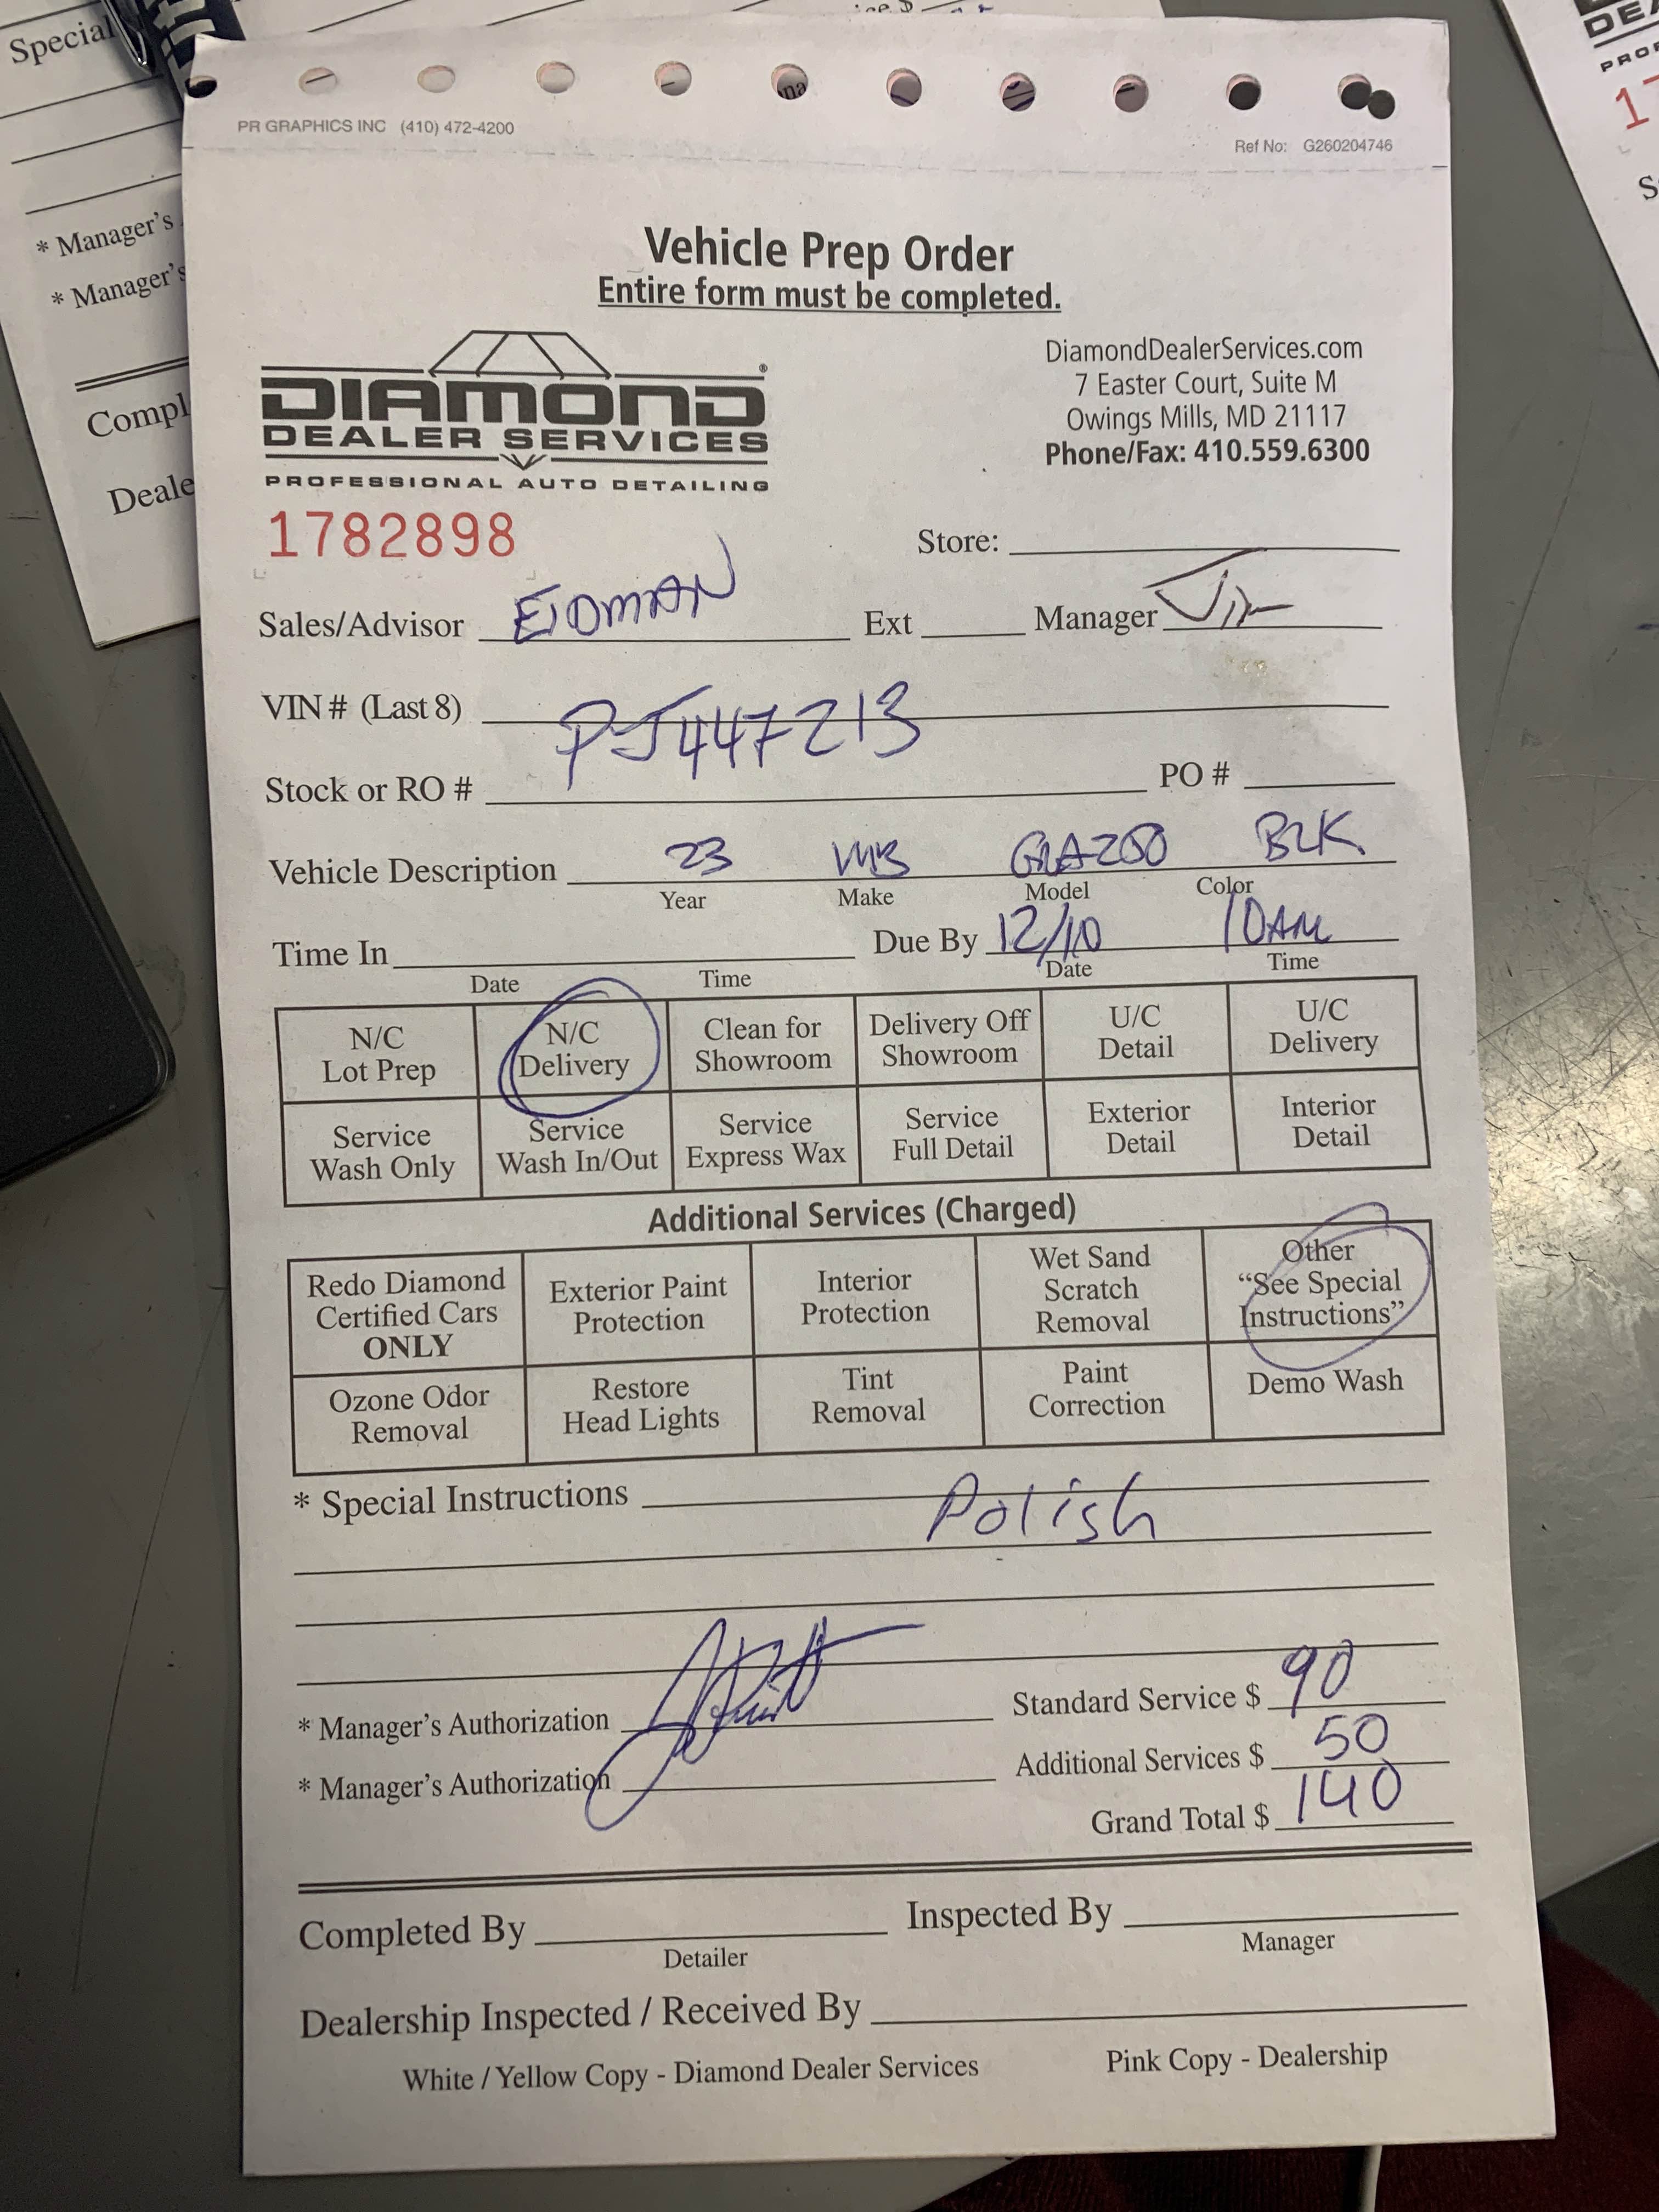 Special
* Manager's
* Manager's
Compl
Deale
PR GRAPHICS INC (410) 472-4200
Ref No: G260204746
Vehicle Prep Order
Entire form must be completed.
DIAMOND®
DEALER SERVICES
PROFESSIONAL AUTO DETAILING
DiamondDealerServices.com
7 Easter Court, Suite M
Owings Mills, MD 21117
Phone/Fax: 410.559.6300
1782898
Store:
Sales/Advisor EIDMAN Ext Manager Jim
VIN # (Last 8) PJ447213
Stock or RO # PO #
Vehicle Description 23 MB GLA250 BLK
Year Make Model Color
Time In Due By 12/10 10AM
Date Time Date Time
N/C Lot Prep
N/C Delivery
Clean for Showroom
Delivery Off Showroom
U/C Detail
U/C Delivery
Service Wash Only
Service Wash In/Out
Service Express Wax
Service Full Detail
Exterior Detail
Interior Detail
Additional Services (Charged)
Redo Diamond Certified Cars ONLY
Exterior Paint Protection
Interior Protection
Wet Sand Scratch Removal
Other "See Special Instructions"
Ozone Odor Removal
Restore Head Lights
Tint Removal
Paint Correction
Demo Wash
* Special Instructions Polish
* Manager's Authorization Standard Service $ 90
* Manager's Authorization Additional Services $ 50
Grand Total $ 140
Completed By Inspected By
Detailer Manager
Dealership Inspected / Received By
White / Yellow Copy - Diamond Dealer Services Pink Copy - Dealership